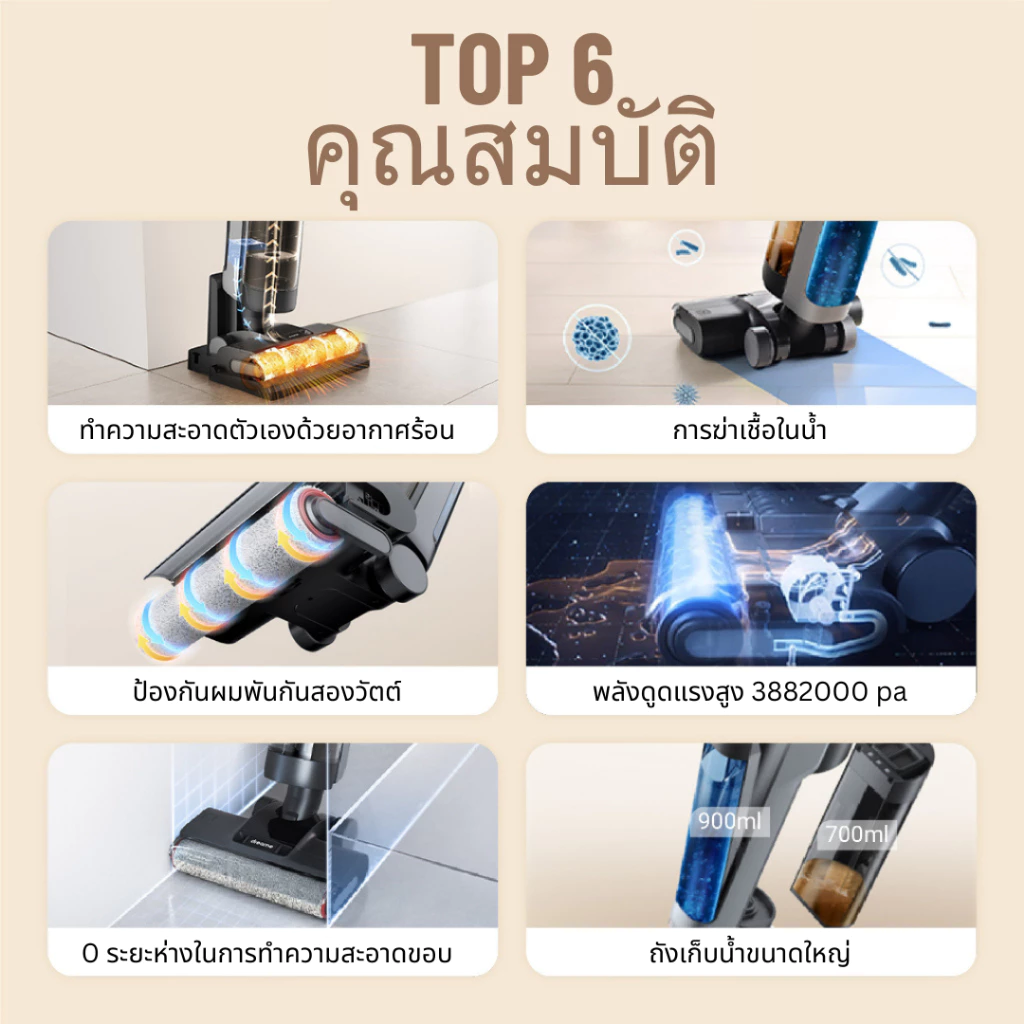 TOP 6
คุณสมบัติ
ทำความสะอาดตัวเองด้วยอากาศร้อน
การฆ่าเชื้อในน้ำ
ป้องกันผมพันกันสองวัตต์
พลังดูดแรงสูง 3882000 pa
dreame
900ml
700ml
0 ระยะห่างในการทำความสะอาดขอบ
ถังเก็บน้ำขนาดใหญ่